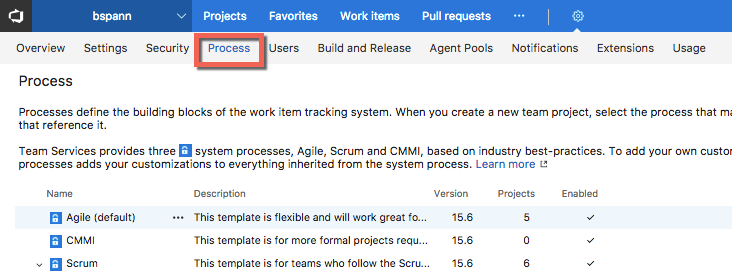 bspann Projects Favorites Work items Pull requests ···
Overview Settings Security Process Users Build and Release Agent Pools Notifications Extensions Usage
Process
Processes define the building blocks of the work item tracking system. When you create a new team project, select the process that ma
that reference it.
Team Services provides three system processes, Agile, Scrum and CMMI, based on industry best-practices. To add your own custo
processes adds your customizations to everything inherited from the system process. Learn more
Name Description Version Projects Enabled
Agile (default) ··· This template is flexible and will work great fo... 15.6 5
CMMI This template is for more formal projects requ... 15.6 0
Scrum This template is for teams who follow the Scru... 15.6 6